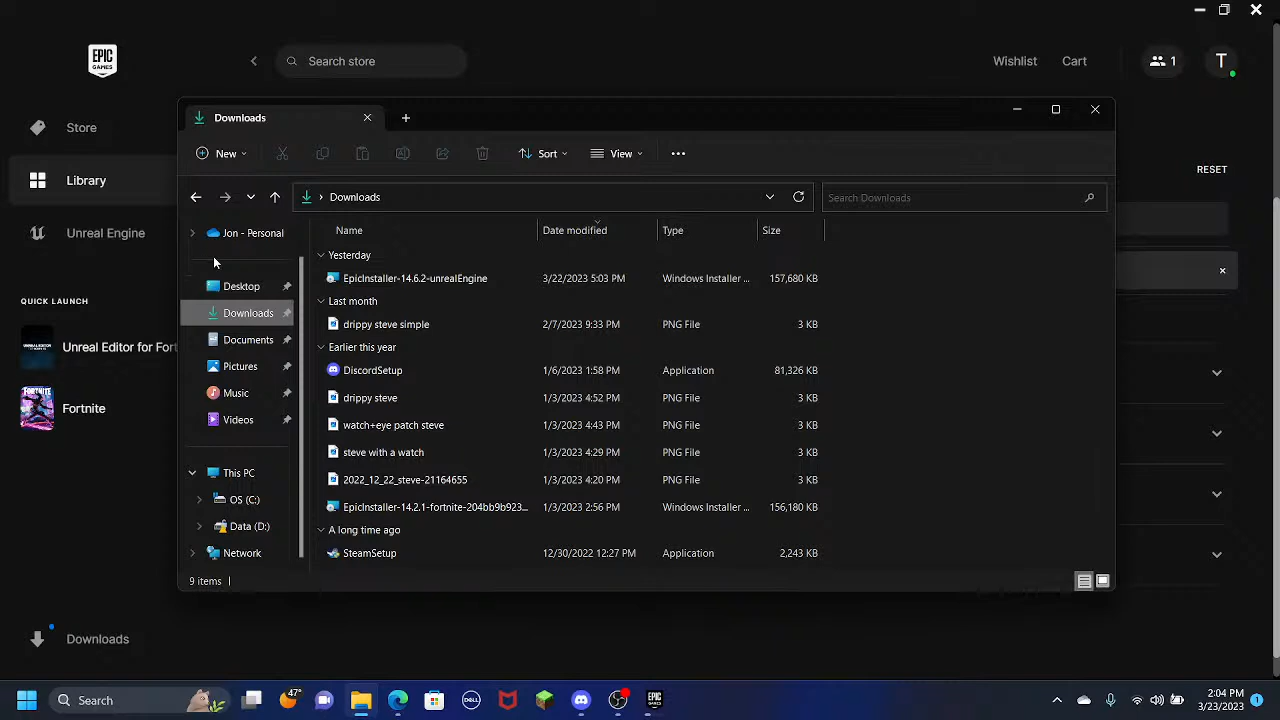 EPIC GAMES
Search store
Wishlist
Cart
1
T
Store
Downloads
New
Sort
View
Library
RESET
Downloads
Search Downloads
Unreal Engine
Jon - Personal
Name
Date modified
Type
Size
Yesterday
EpicInstaller-14.6.2-unrealEngine
3/22/2023 5:03 PM
Windows Installer ...
157,680 KB
Desktop
QUICK LAUNCH
Last month
Downloads
drippy steve simple
2/7/2023 9:33 PM
PNG File
3 KB
Documents
Unreal Editor for Fort
Earlier this year
Pictures
DiscordSetup
1/6/2023 1:58 PM
Application
81,326 KB
Music
drippy steve
1/3/2023 4:52 PM
PNG File
3 KB
Fortnite
Videos
watch+eye patch steve
1/3/2023 4:43 PM
PNG File
3 KB
steve with a watch
1/3/2023 4:29 PM
PNG File
3 KB
This PC
2022_12_22_steve-21164655
1/3/2023 4:20 PM
PNG File
3 KB
OS (C:)
EpicInstaller-14.2.1-fortnite-204bb9b923...
1/3/2023 2:56 PM
Windows Installer ...
156,180 KB
Data (D:)
A long time ago
Network
SteamSetup
12/30/2022 12:27 PM
Application
2,243 KB
9 items
Downloads
Search
47°
DELL
EPIC GAMES
2:04 PM
3/23/2023
1